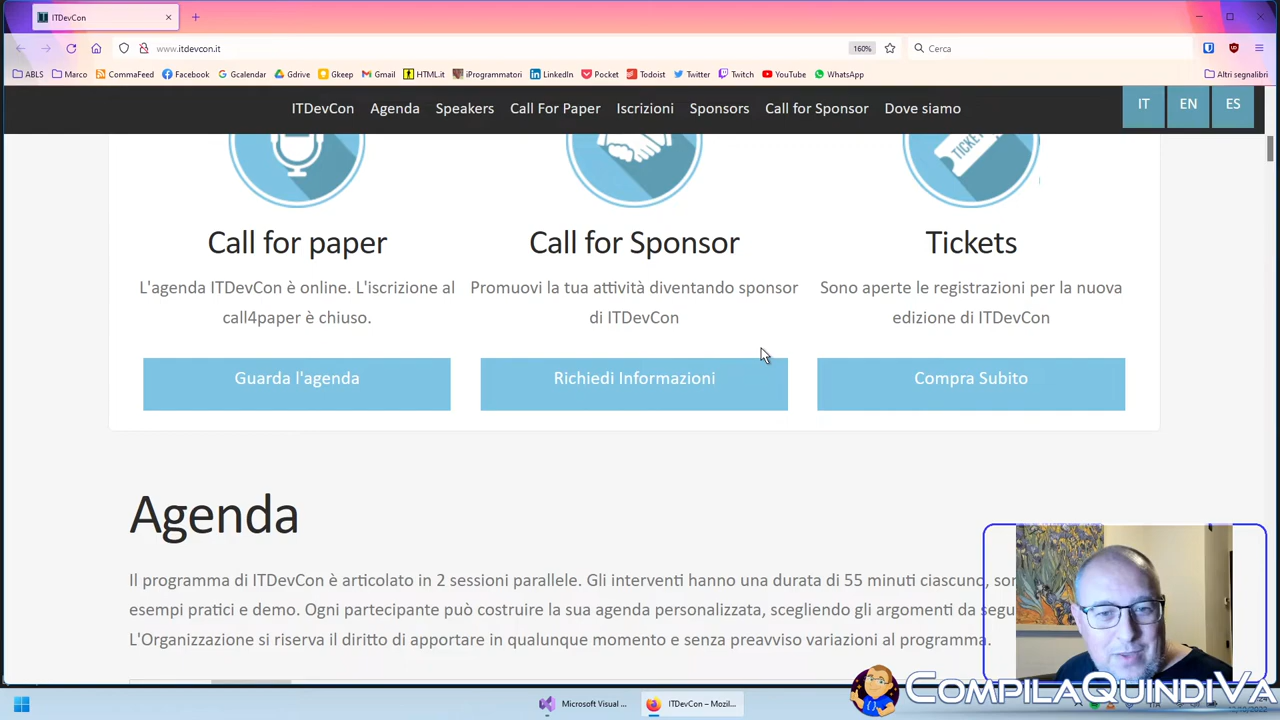 ITDevCon
www.itdevcon.it
160%
Cerca
ABLS
Marco
CommaFeed
Facebook
Gcalendar
Gdrive
Gkeep
Gmail
HTML.it
iProgrammatori
LinkedIn
Pocket
Todoist
Twitter
Twitch
YouTube
WhatsApp
Altri segnalibri
ITDevCon
Agenda
Speakers
Call For Paper
Iscrizioni
Sponsors
Call for Sponsor
Dove siamo
IT
EN
ES
TICKET
Call for paper
L'agenda ITDevCon è online. L'iscrizione al
call4paper è chiuso.
Guarda l'agenda
Call for Sponsor
Promuovi la tua attività diventando sponsor
di ITDevCon
Richiedi Informazioni
Tickets
Sono aperte le registrazioni per la nuova
edizione di ITDevCon
Compra Subito
Agenda
Il programma di ITDevCon è articolato in 2 sessioni parallele. Gli interventi hanno una durata di 55 minuti ciascuno,
esempi pratici e demo. Ogni partecipante può costruire la sua agenda personalizzata, scegliendo gli argomenti da
L'Organizzazione si riserva il diritto di apportare in qualunque momento e senza preavviso variazioni al programma.
Microsoft Visual ...
ITDevCon – Mozil...
CompilaQuindiVa